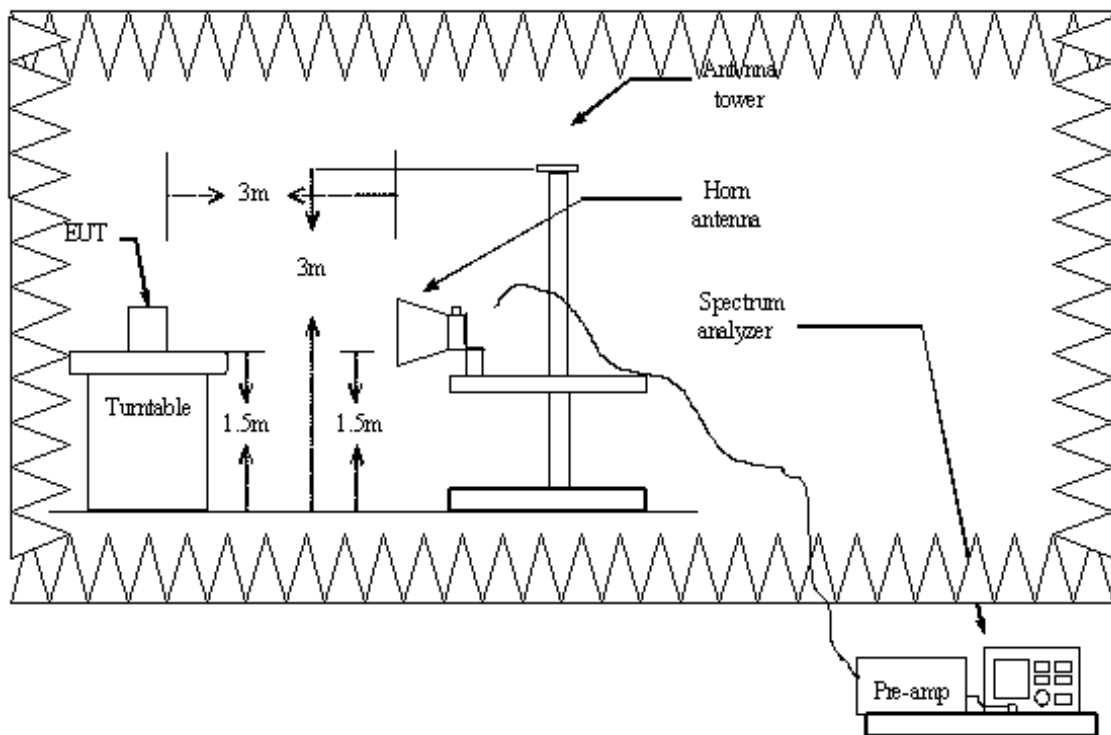 Antenna
tower
3m
Horn
antenna
EUT
3m
Spectrum
analyzer
Turntable
1.5m
1.5m
Pre-amp